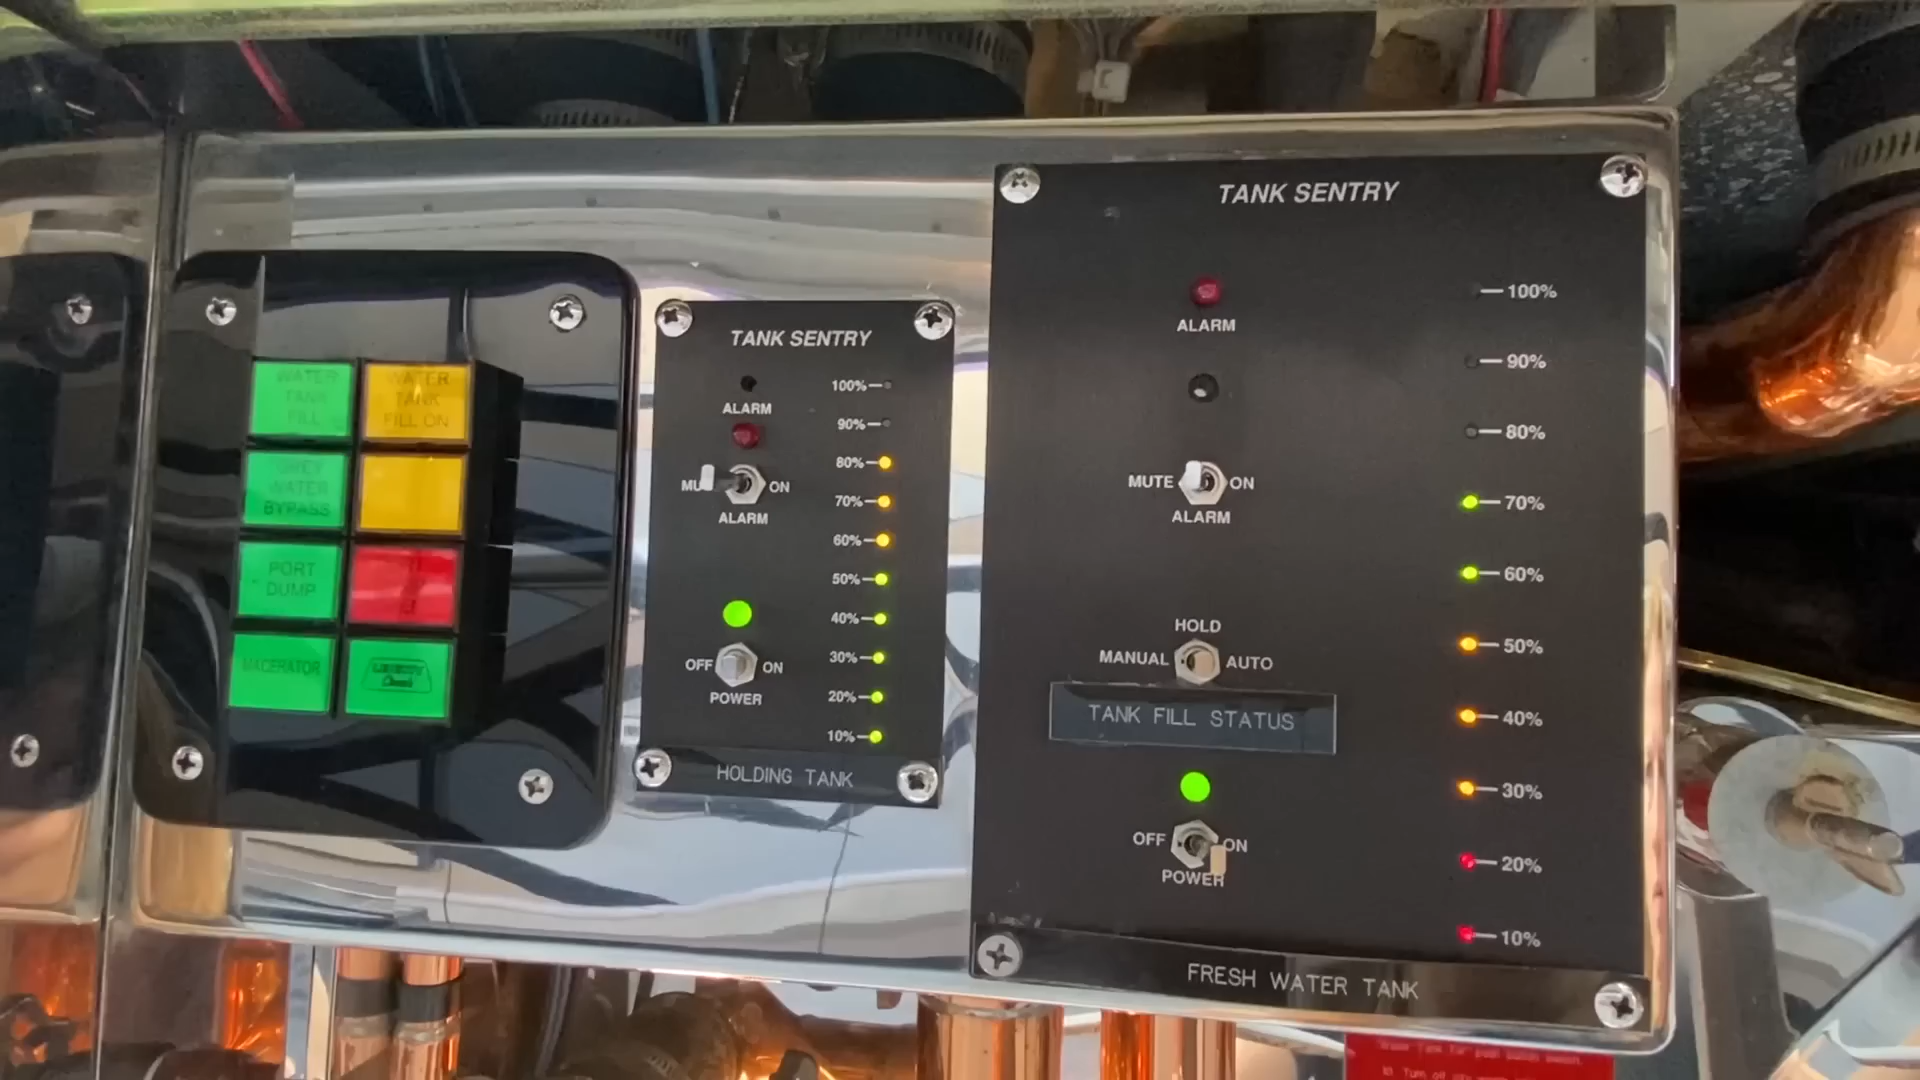 WATER
TANK
FILL
WATER
TANK
FILL ON
GREY
WATER
BYPASS
PORT
DUMP
MACERATOR
LIBERTY
Coach
TANK SENTRY
ALARM
MU
ON
ALARM
OFF
ON
POWER
100%
90%
80%
70%
60%
50%
40%
30%
20%
10%
HOLDING TANK
TANK SENTRY
ALARM
MUTE
ON
ALARM
HOLD
MANUAL
AUTO
TANK FILL STATUS
OFF
ON
POWER
100%
90%
80%
70%
60%
50%
40%
30%
20%
10%
FRESH WATER TANK